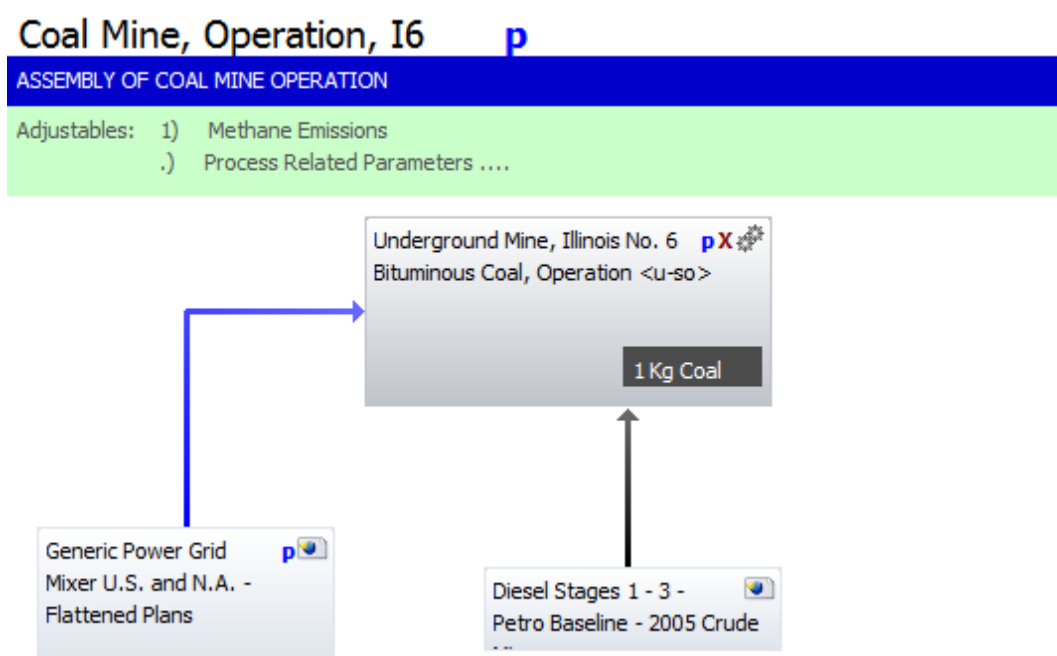 Coal Mine, Operation, I6 p
ASSEMBLY OF COAL MINE OPERATION
Adjustables: 1) Methane Emissions
.) Process Related Parameters ....
Underground Mine, Illinois No. 6 p X
Bituminous Coal, Operation <u-so>
1 Kg Coal
Generic Power Grid p
Mixer U.S. and N.A. -
Flattened Plans
Diesel Stages 1 - 3 -
Petro Baseline - 2005 Crude